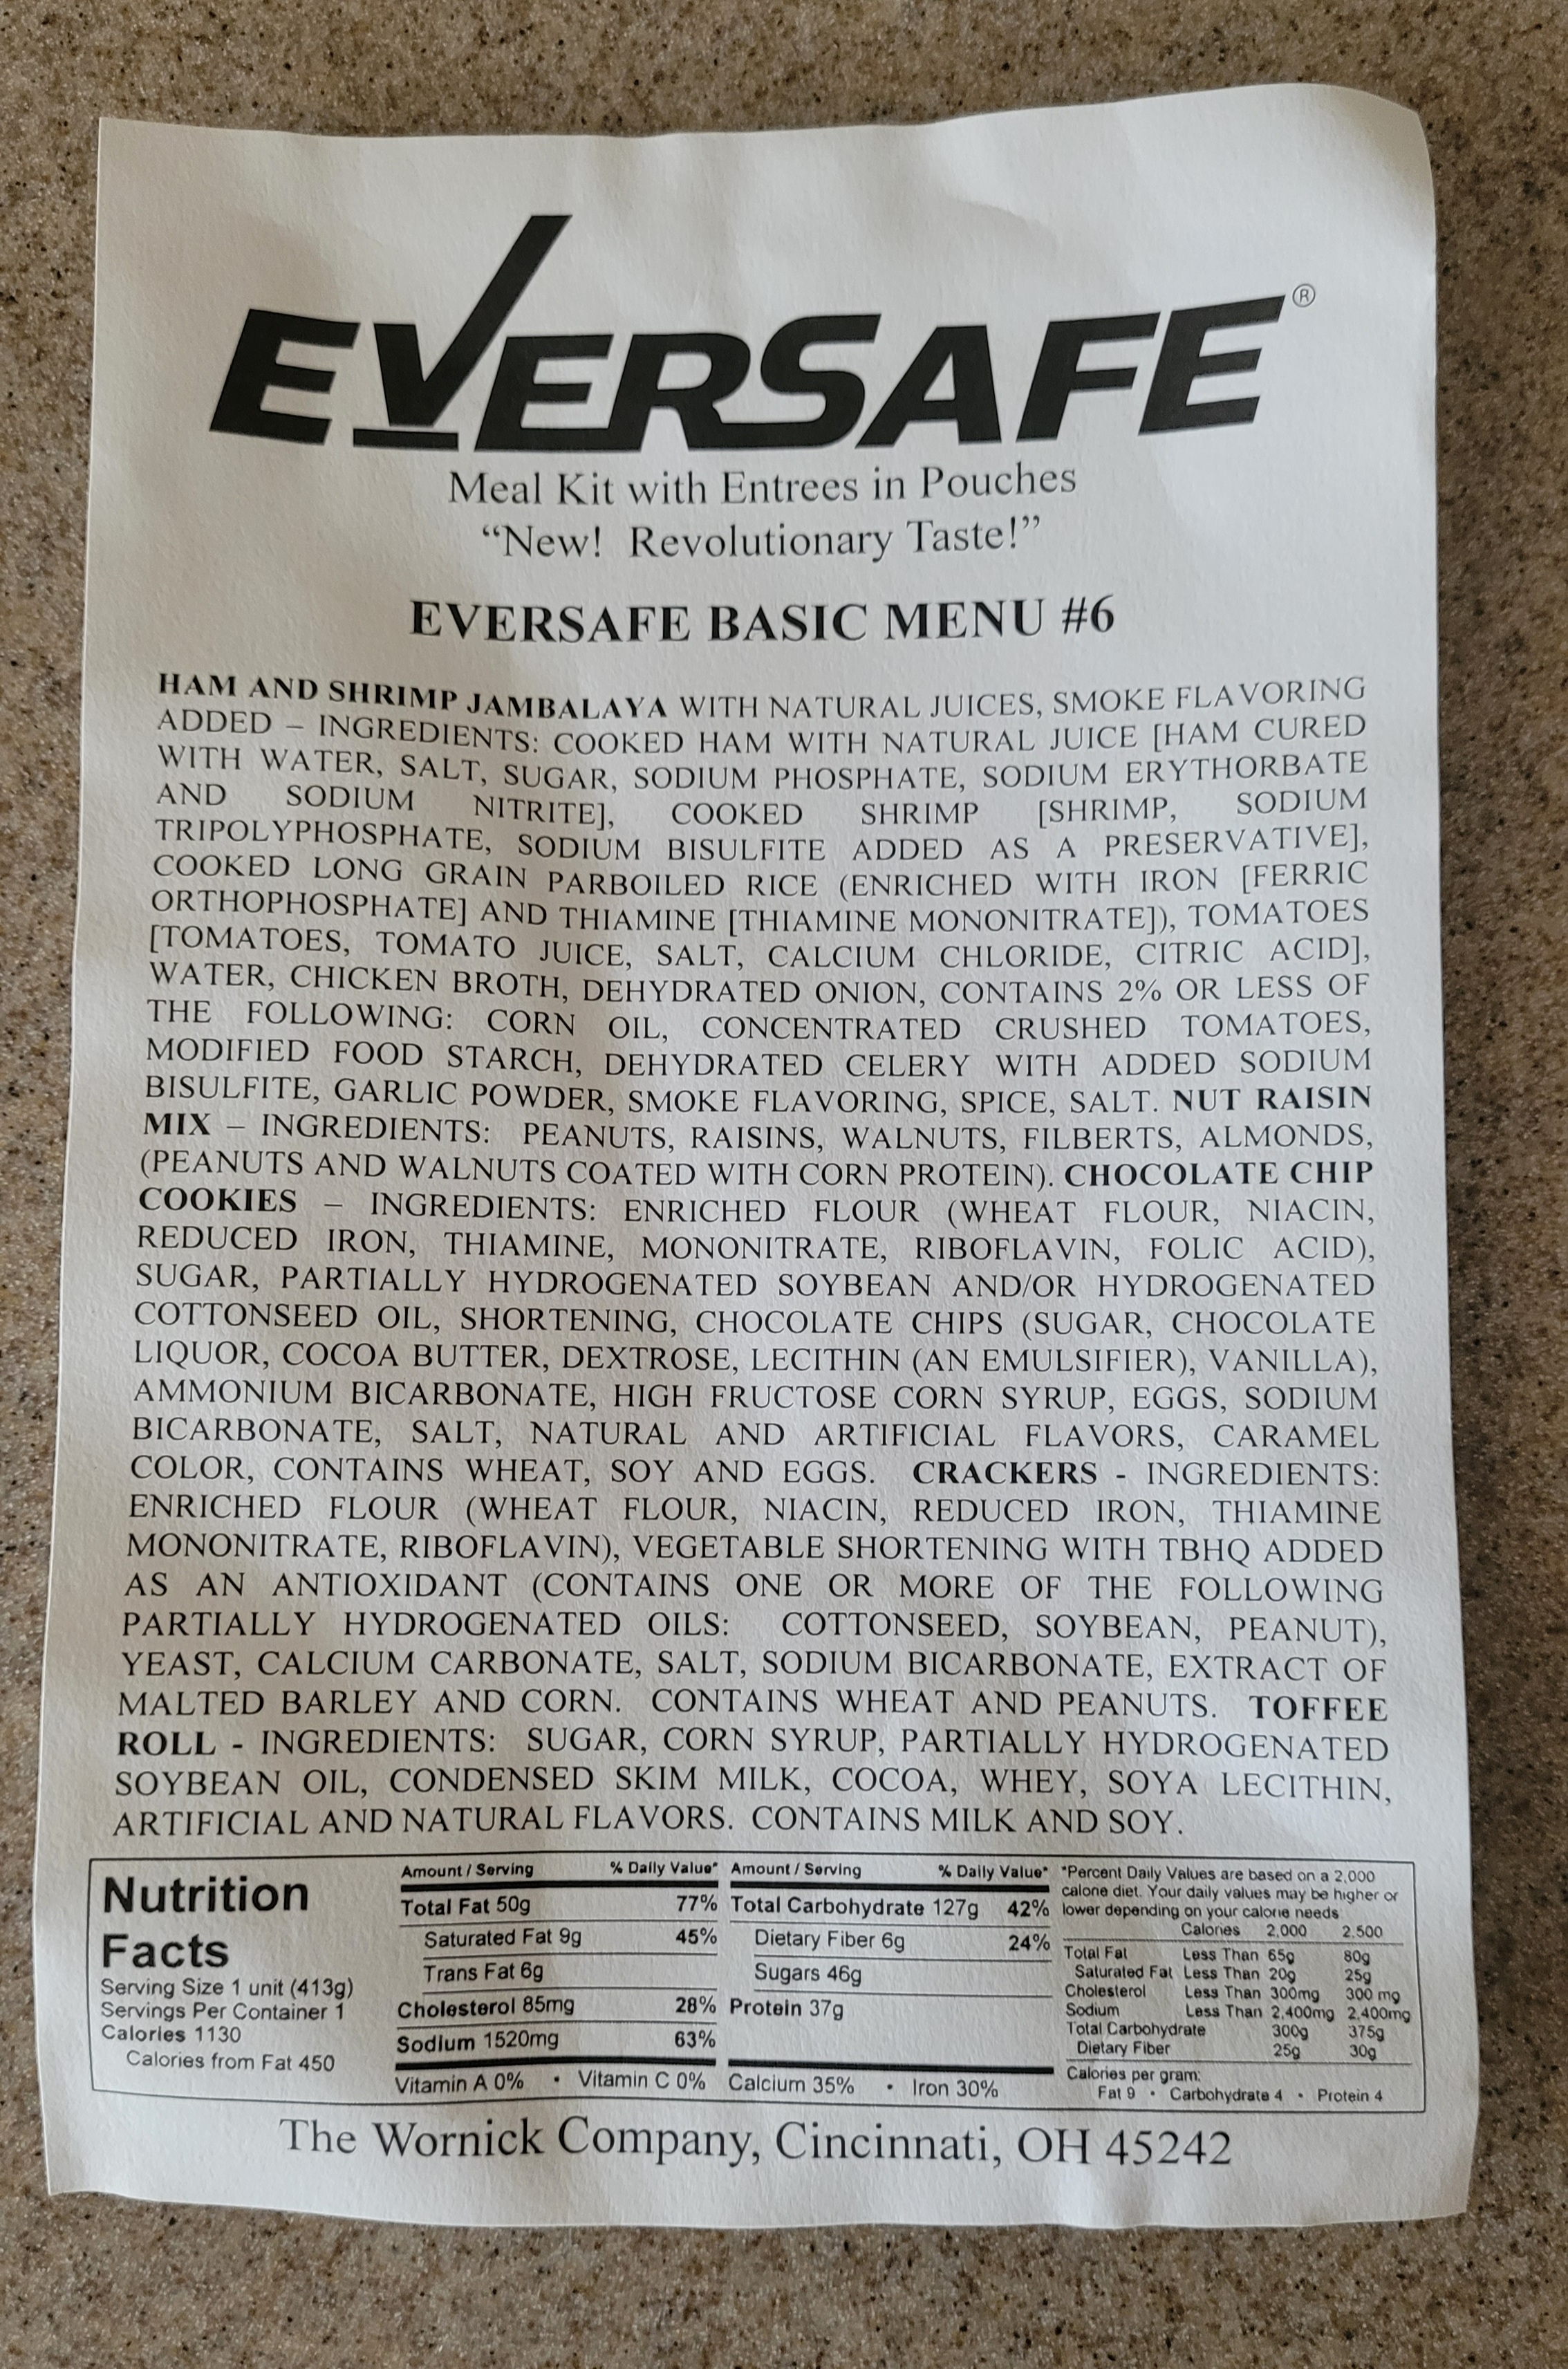 EVERSAFE®
Meal Kit with Entrees in Pouches
“New! Revolutionary Taste!”
EVERSAFE BASIC MENU #6
HAM AND SHRIMP JAMBALAYA WITH NATURAL JUICES, SMOKE FLAVORING
ADDED – INGREDIENTS: COOKED HAM WITH NATURAL JUICE [HAM CURED
WITH WATER, SALT, SUGAR, SODIUM PHOSPHATE, SODIUM ERYTHORBATE
AND SODIUM NITRITE], COOKED SHRIMP [SHRIMP, SODIUM
TRIPOLYPHOSPHATE, SODIUM BISULFITE ADDED AS A PRESERVATIVE],
COOKED LONG GRAIN PARBOILED RICE (ENRICHED WITH IRON [FERRIC
ORTHOPHOSPHATE] AND THIAMINE [THIAMINE MONONITRATE]), TOMATOES
[TOMATOES, TOMATO JUICE, SALT, CALCIUM CHLORIDE, CITRIC ACID],
WATER, CHICKEN BROTH, DEHYDRATED ONION, CONTAINS 2% OR LESS OF
THE FOLLOWING: CORN OIL, CONCENTRATED CRUSHED TOMATOES,
MODIFIED FOOD STARCH, DEHYDRATED CELERY WITH ADDED SODIUM
BISULFITE, GARLIC POWDER, SMOKE FLAVORING, SPICE, SALT. NUT RAISIN
MIX – INGREDIENTS: PEANUTS, RAISINS, WALNUTS, FILBERTS, ALMONDS,
(PEANUTS AND WALNUTS COATED WITH CORN PROTEIN). CHOCOLATE CHIP
COOKIES – INGREDIENTS: ENRICHED FLOUR (WHEAT FLOUR, NIACIN,
REDUCED IRON, THIAMINE, MONONITRATE, RIBOFLAVIN, FOLIC ACID),
SUGAR, PARTIALLY HYDROGENATED SOYBEAN AND/OR HYDROGENATED
COTTONSEED OIL, SHORTENING, CHOCOLATE CHIPS (SUGAR, CHOCOLATE
LIQUOR, COCOA BUTTER, DEXTROSE, LECITHIN (AN EMULSIFIER), VANILLA),
AMMONIUM BICARBONATE, HIGH FRUCTOSE CORN SYRUP, EGGS, SODIUM
BICARBONATE, SALT, NATURAL AND ARTIFICIAL FLAVORS, CARAMEL
COLOR, CONTAINS WHEAT, SOY AND EGGS. CRACKERS - INGREDIENTS:
ENRICHED FLOUR (WHEAT FLOUR, NIACIN, REDUCED IRON, THIAMINE
MONONITRATE, RIBOFLAVIN), VEGETABLE SHORTENING WITH TBHQ ADDED
AS AN ANTIOXIDANT (CONTAINS ONE OR MORE OF THE FOLLOWING
PARTIALLY HYDROGENATED OILS: COTTONSEED, SOYBEAN, PEANUT),
YEAST, CALCIUM CARBONATE, SALT, SODIUM BICARBONATE, EXTRACT OF
MALTED BARLEY AND CORN. CONTAINS WHEAT AND PEANUTS. TOFFEE
ROLL - INGREDIENTS: SUGAR, CORN SYRUP, PARTIALLY HYDROGENATED
SOYBEAN OIL, CONDENSED SKIM MILK, COCOA, WHEY, SOYA LECITHIN,
ARTIFICIAL AND NATURAL FLAVORS. CONTAINS MILK AND SOY.
Nutrition
Facts
Serving Size 1 unit (413g)
Servings Per Container 1
Calories 1130
Calories from Fat 450
Amount / Serving % Daily Value*
Total Fat 50g 77%
Saturated Fat 9g 45%
Trans Fat 6g
Cholesterol 85mg 28%
Sodium 1520mg 63%
Amount / Serving % Daily Value*
Total Carbohydrate 127g 42%
Dietary Fiber 6g 24%
Sugars 46g
Protein 37g
Vitamin A 0% • Vitamin C 0% Calcium 35% • Iron 30%
*Percent Daily Values are based on a 2,000
calorie diet. Your daily values may be higher or
lower depending on your calorie needs
Calories 2,000 2,500
Total Fat Less Than 65g 80g
Saturated Fat Less Than 20g 25g
Cholesterol Less Than 300mg 300 mg
Sodium Less Than 2,400mg 2,400mg
Total Carbohydrate 300g 375g
Dietary Fiber 25g 30g
Calories per gram:
Fat 9 • Carbohydrate 4 • Protein 4
The Wornick Company, Cincinnati, OH 45242